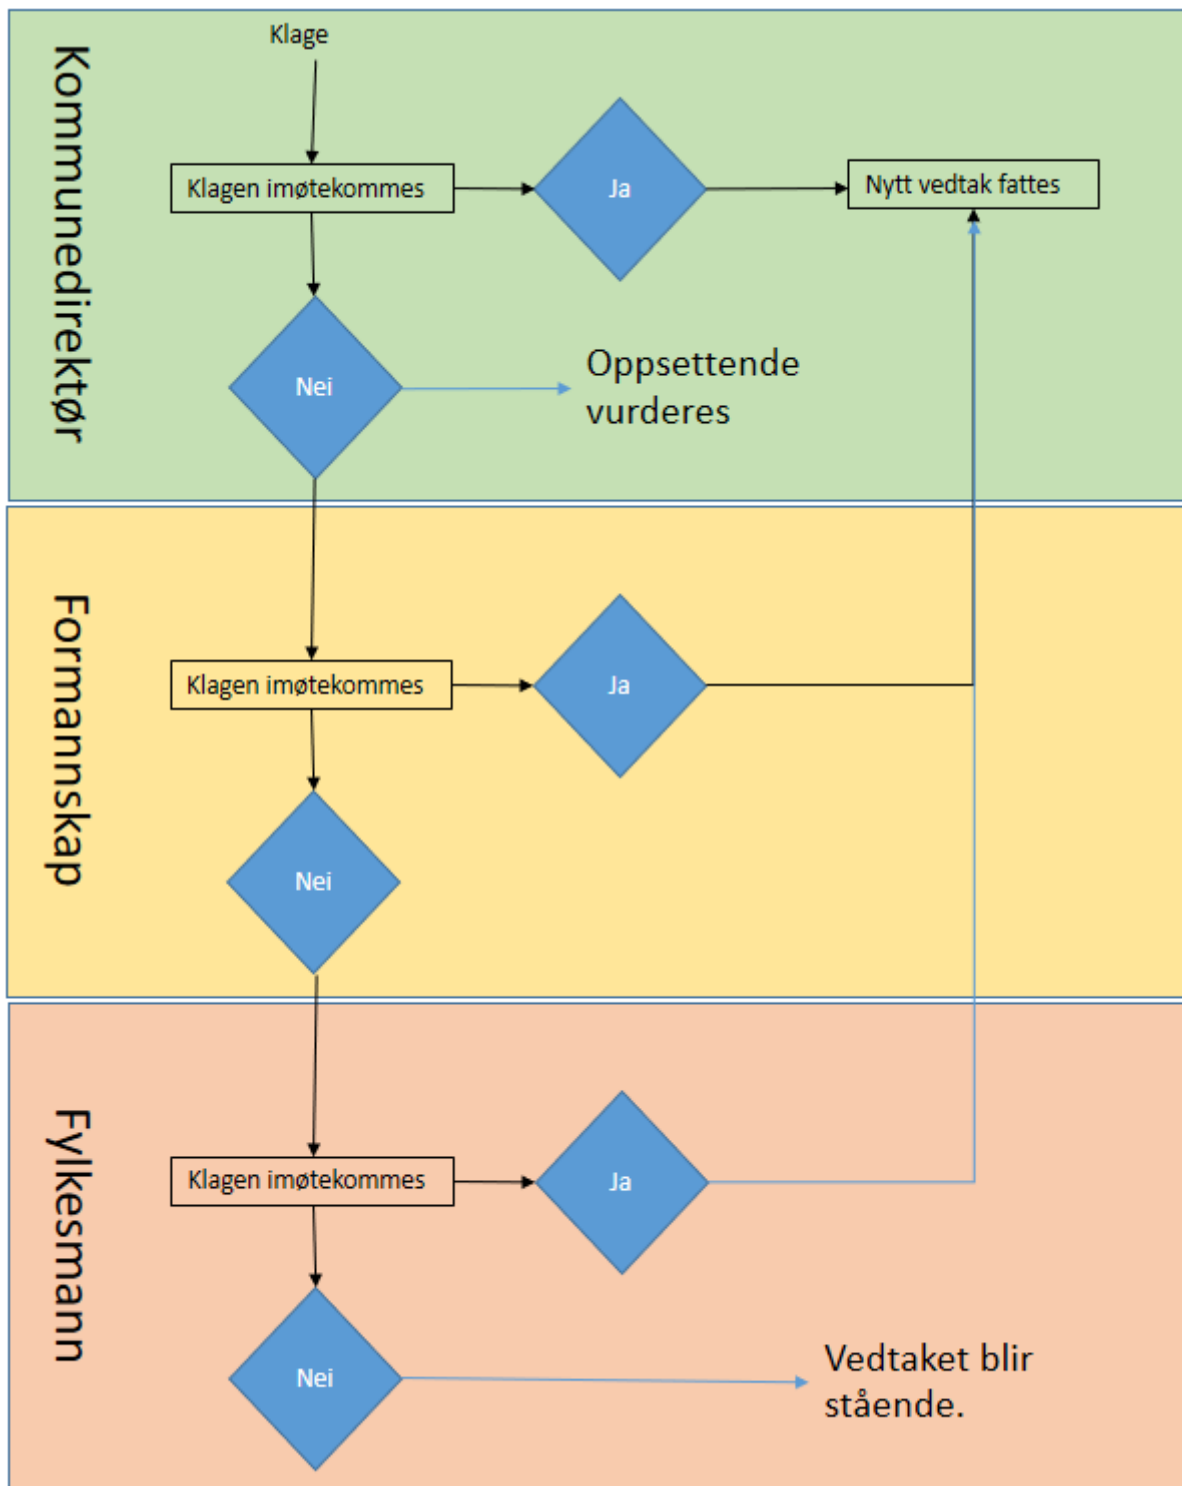 Kommunedirektør
Klage
Klagen imøtekommes
Ja
Nytt vedtak fattes
Nei
Oppsettende
vurderes
Formannskap
Klagen imøtekommes
Ja
Nei
Fylkesmann
Klagen imøtekommes
Ja
Nei
Vedtaket blir
stående.